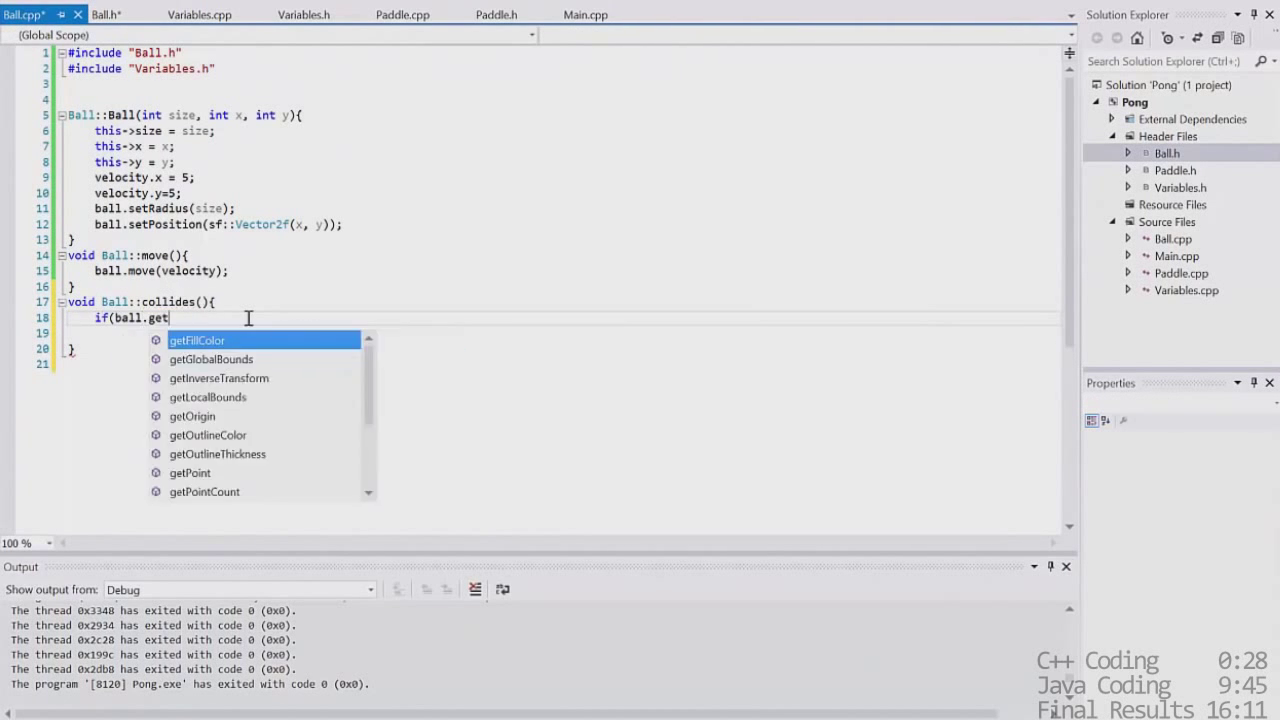 Ball.cpp* Ball.h* Variables.cpp Variables.h Paddle.cpp Paddle.h Main.cpp
(Global Scope)
1 #include "Ball.h"
2 #include "Variables.h"
3
4
5 Ball::Ball(int size, int x, int y){
6 this->size = size;
7 this->x = x;
8 this->y = y;
9 velocity.x = 5;
10 velocity.y=5;
11 ball.setRadius(size);
12 ball.setPosition(sf::Vector2f(x, y));
13 }
14 void Ball::move(){
15 ball.move(velocity);
16 }
17 void Ball::collides(){
18 if(ball.get
19
20 }
21
getFillColor
getGlobalBounds
getInverseTransform
getLocalBounds
getOrigin
getOutlineColor
getOutlineThickness
getPoint
getPointCount
100 %
Output
Show output from: Debug
The thread 0x3348 has exited with code 0 (0x0).
The thread 0x2934 has exited with code 0 (0x0).
The thread 0x2c28 has exited with code 0 (0x0).
The thread 0x199c has exited with code 0 (0x0).
The thread 0x2db8 has exited with code 0 (0x0).
The program '[8120] Pong.exe' has exited with code 0 (0x0).
Solution Explorer
Search Solution Explorer (Ctrl+;)
Solution 'Pong' (1 project)
Pong
External Dependencies
Header Files
Ball.h
Paddle.h
Variables.h
Resource Files
Source Files
Ball.cpp
Main.cpp
Paddle.cpp
Variables.cpp
Properties
C++ Coding 0:28
Java Coding 9:45
Final Results 16:11